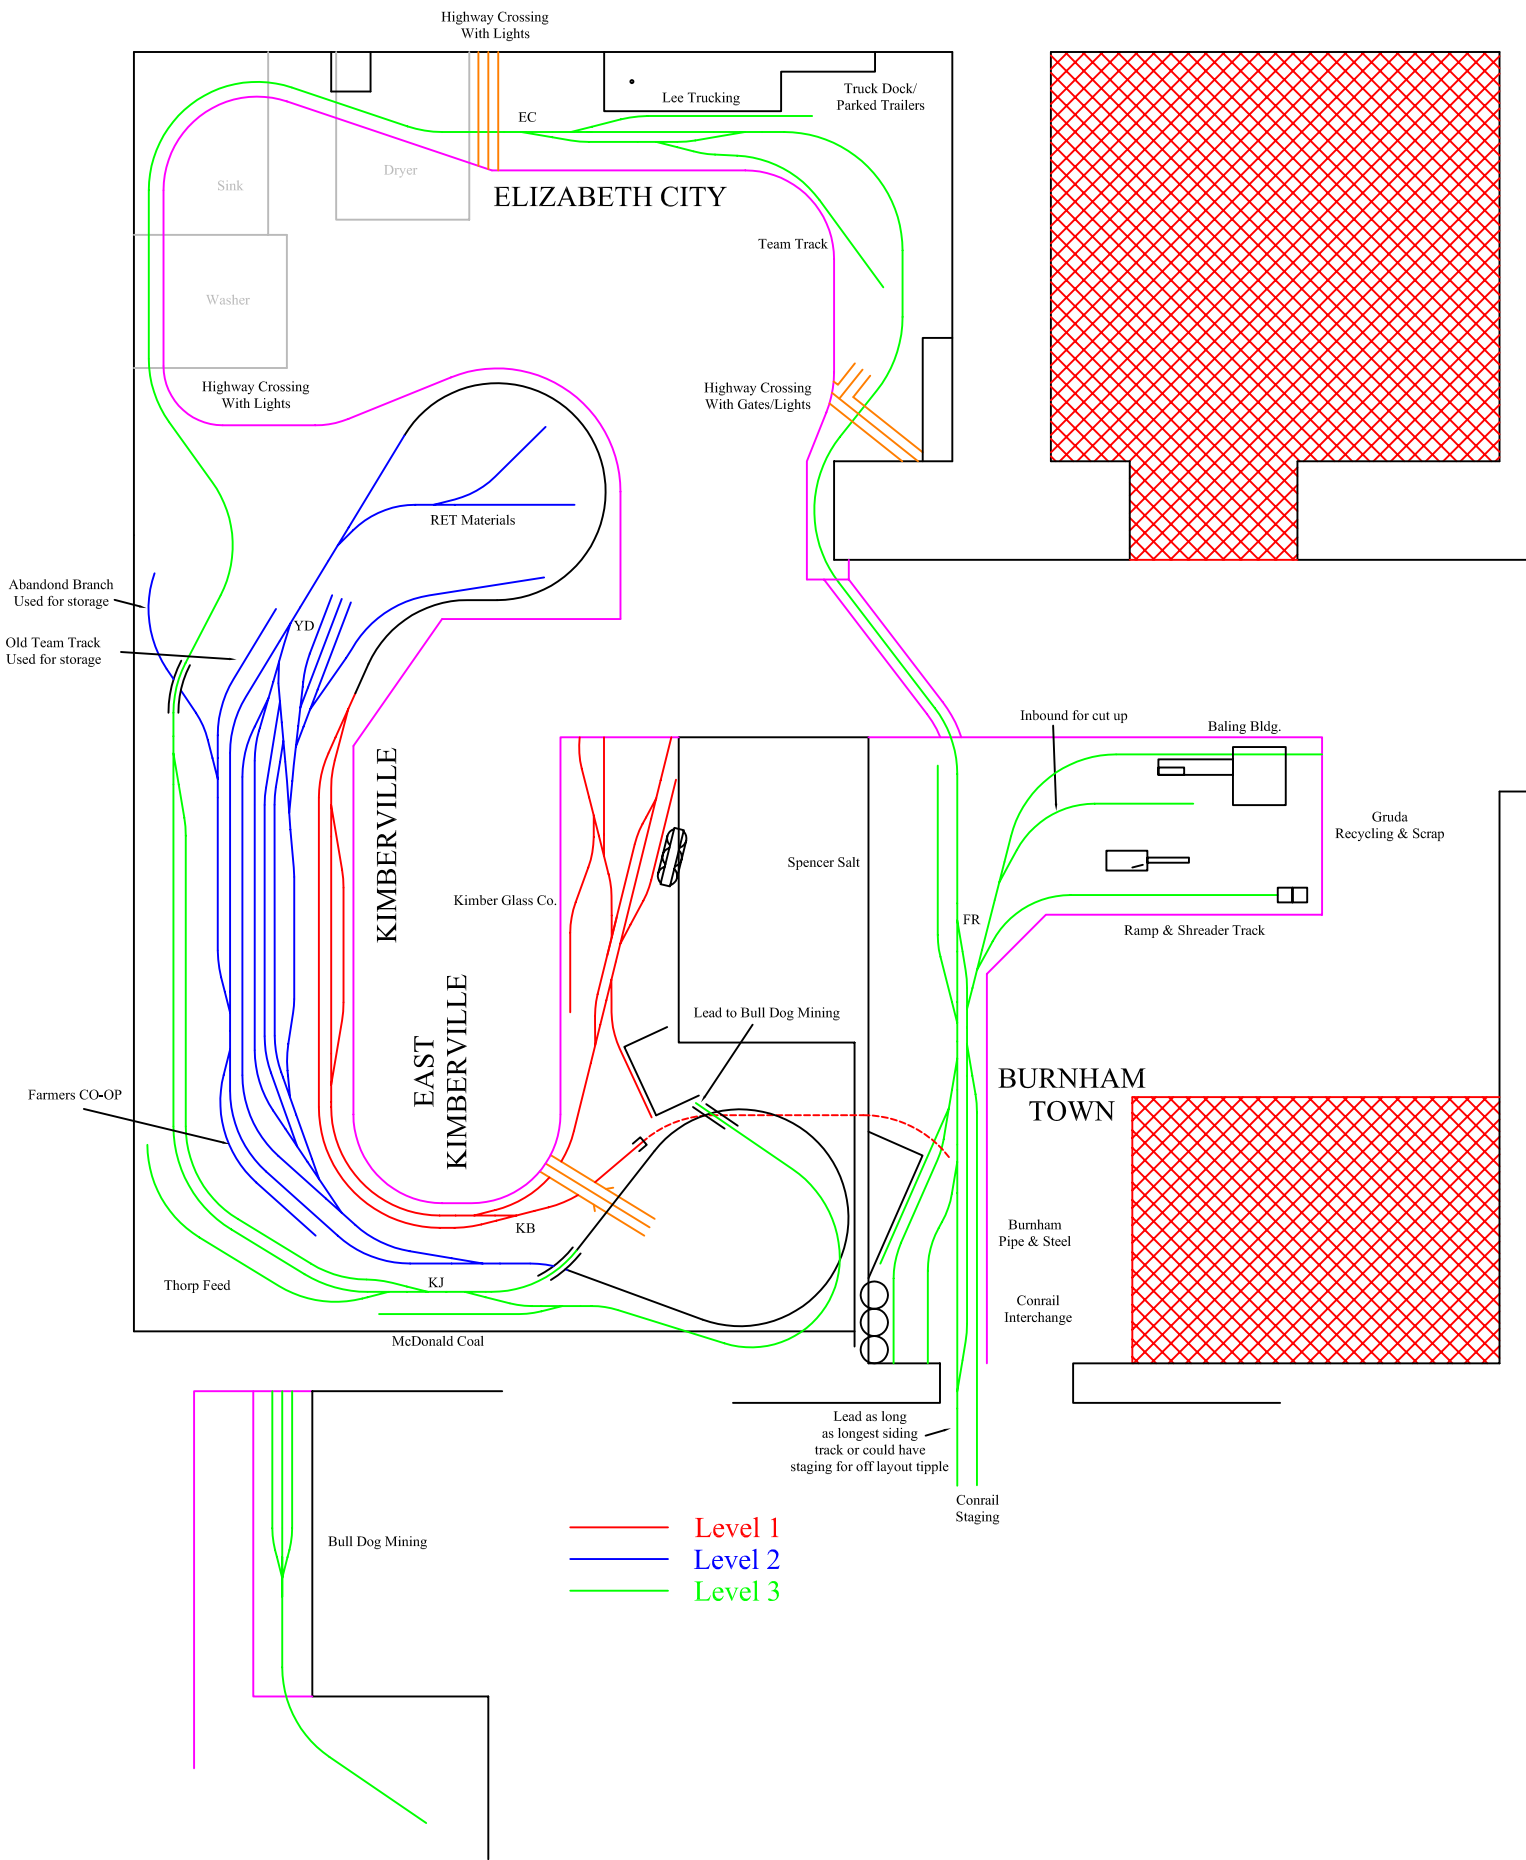 Highway Crossing
With Lights
Lee Trucking
Truck Dock/
Parked Trailers
EC
Dryer
Sink
ELIZABETH CITY
Team Track
Washer
Highway Crossing
With Lights
Highway Crossing
With Gates/Lights
RET Materials
Abandond Branch
Used for storage
YD
Old Team Track
Used for storage
Inbound for cut up
Baling Bldg.
Gruda
Recycling & Scrap
KIMBERVILLE
Spencer Salt
Kimber Glass Co.
FR
Ramp & Shreader Track
EAST
KIMBERVILLE
Lead to Bull Dog Mining
BURNHAM
TOWN
Farmers CO-OP
KB
Burnham
Pipe & Steel
Thorp Feed
KJ
Conrail
Interchange
McDonald Coal
Lead as long
as longest siding
track or could have
staging for off layout tipple
Conrail
Staging
Bull Dog Mining
Level 1
Level 2
Level 3